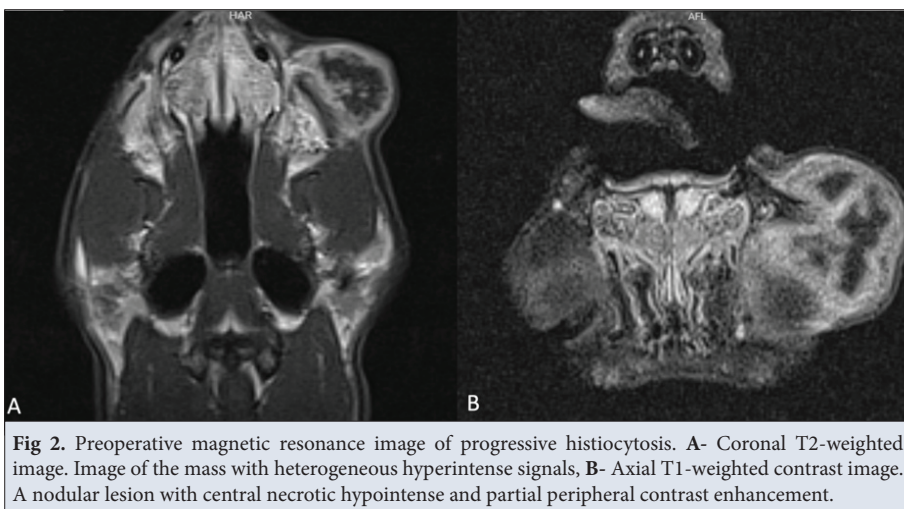 HAR
AFL
A
B
Fig 2. Preoperative magnetic resonance image of progressive histiocytosis. A- Coronal T2-weighted
image. Image of the mass with heterogeneous hyperintense signals, B- Axial T1-weighted contrast image.
A nodular lesion with central necrotic hypointense and partial peripheral contrast enhancement.